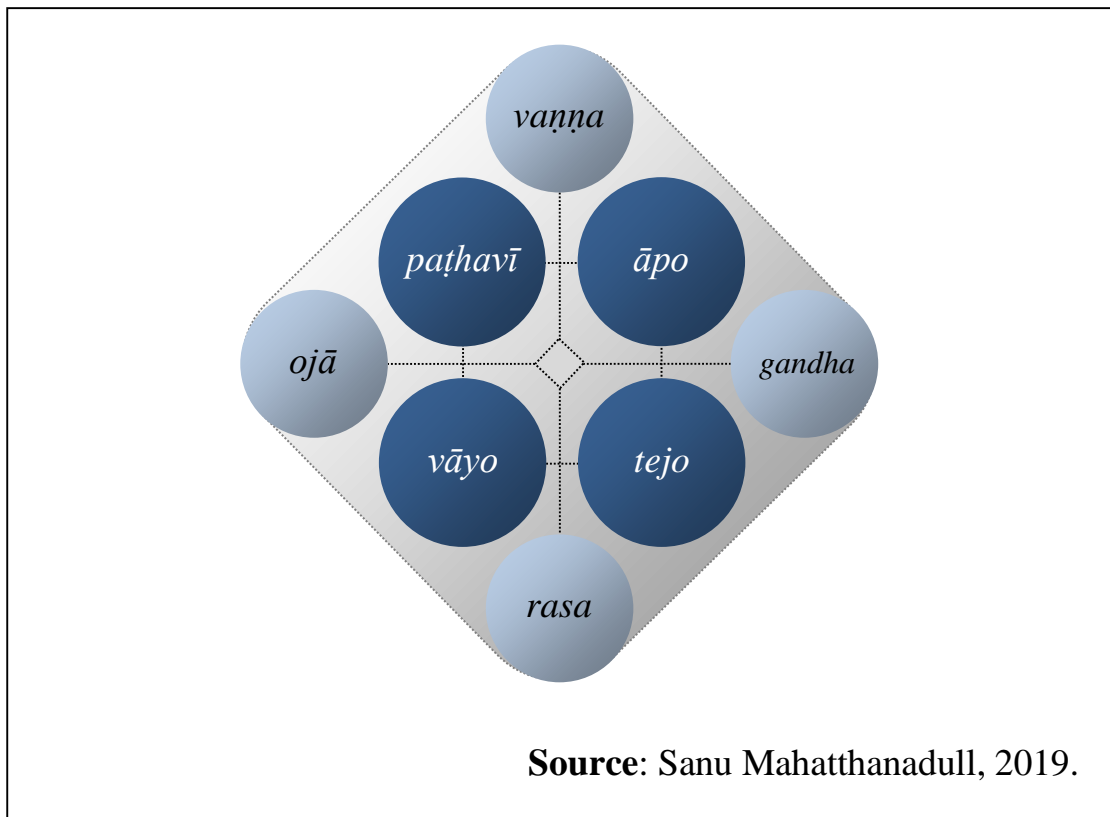 vaṇṇa
paṭhavī
āpo
ojā
gandha
vāyo
tejo
rasa
Source: Sanu Mahatthanadull, 2019.